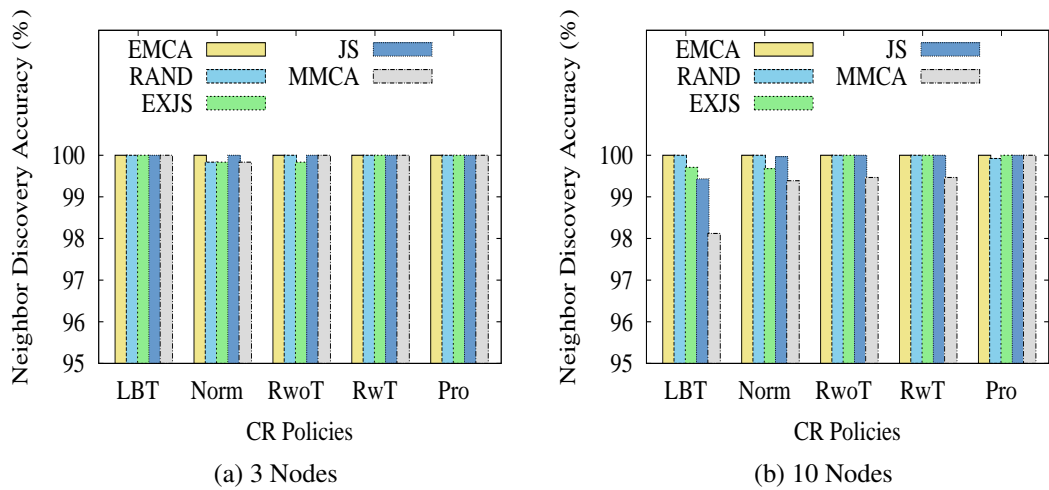 Neighbor Discovery Accuracy (%)
EMCA
RAND
EXJS
JS
MMCA
100
99
98
97
96
95
LBT Norm RwoT RwT Pro
CR Policies
(a) 3 Nodes
Neighbor Discovery Accuracy (%)
EMCA
RAND
EXJS
JS
MMCA
100
99
98
97
96
95
LBT Norm RwoT RwT Pro
CR Policies
(b) 10 Nodes